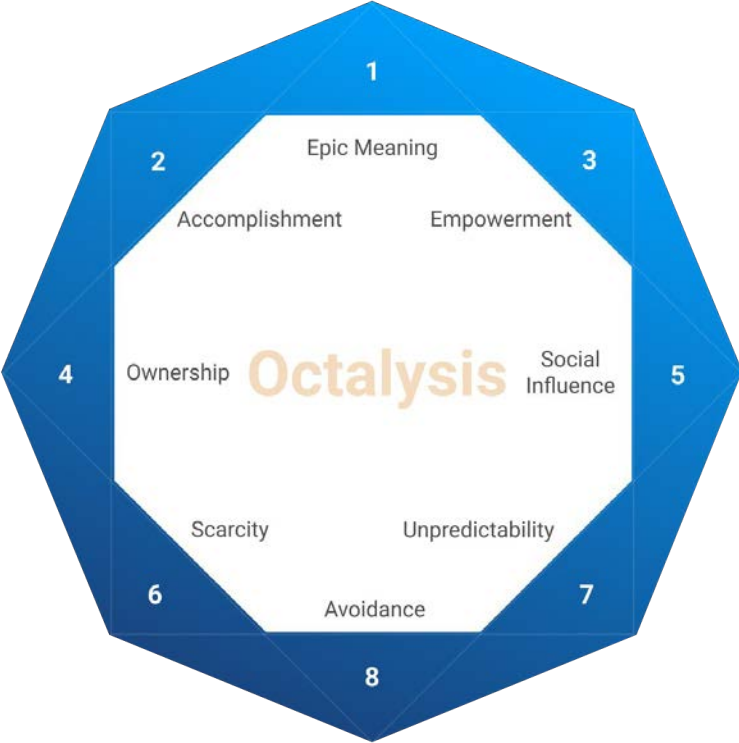 1
Epic Meaning
2
3
Accomplishment
Empowerment
4
Ownership
Octalysis
Social
Influence
5
Scarcity
Unpredictability
6
7
Avoidance
8